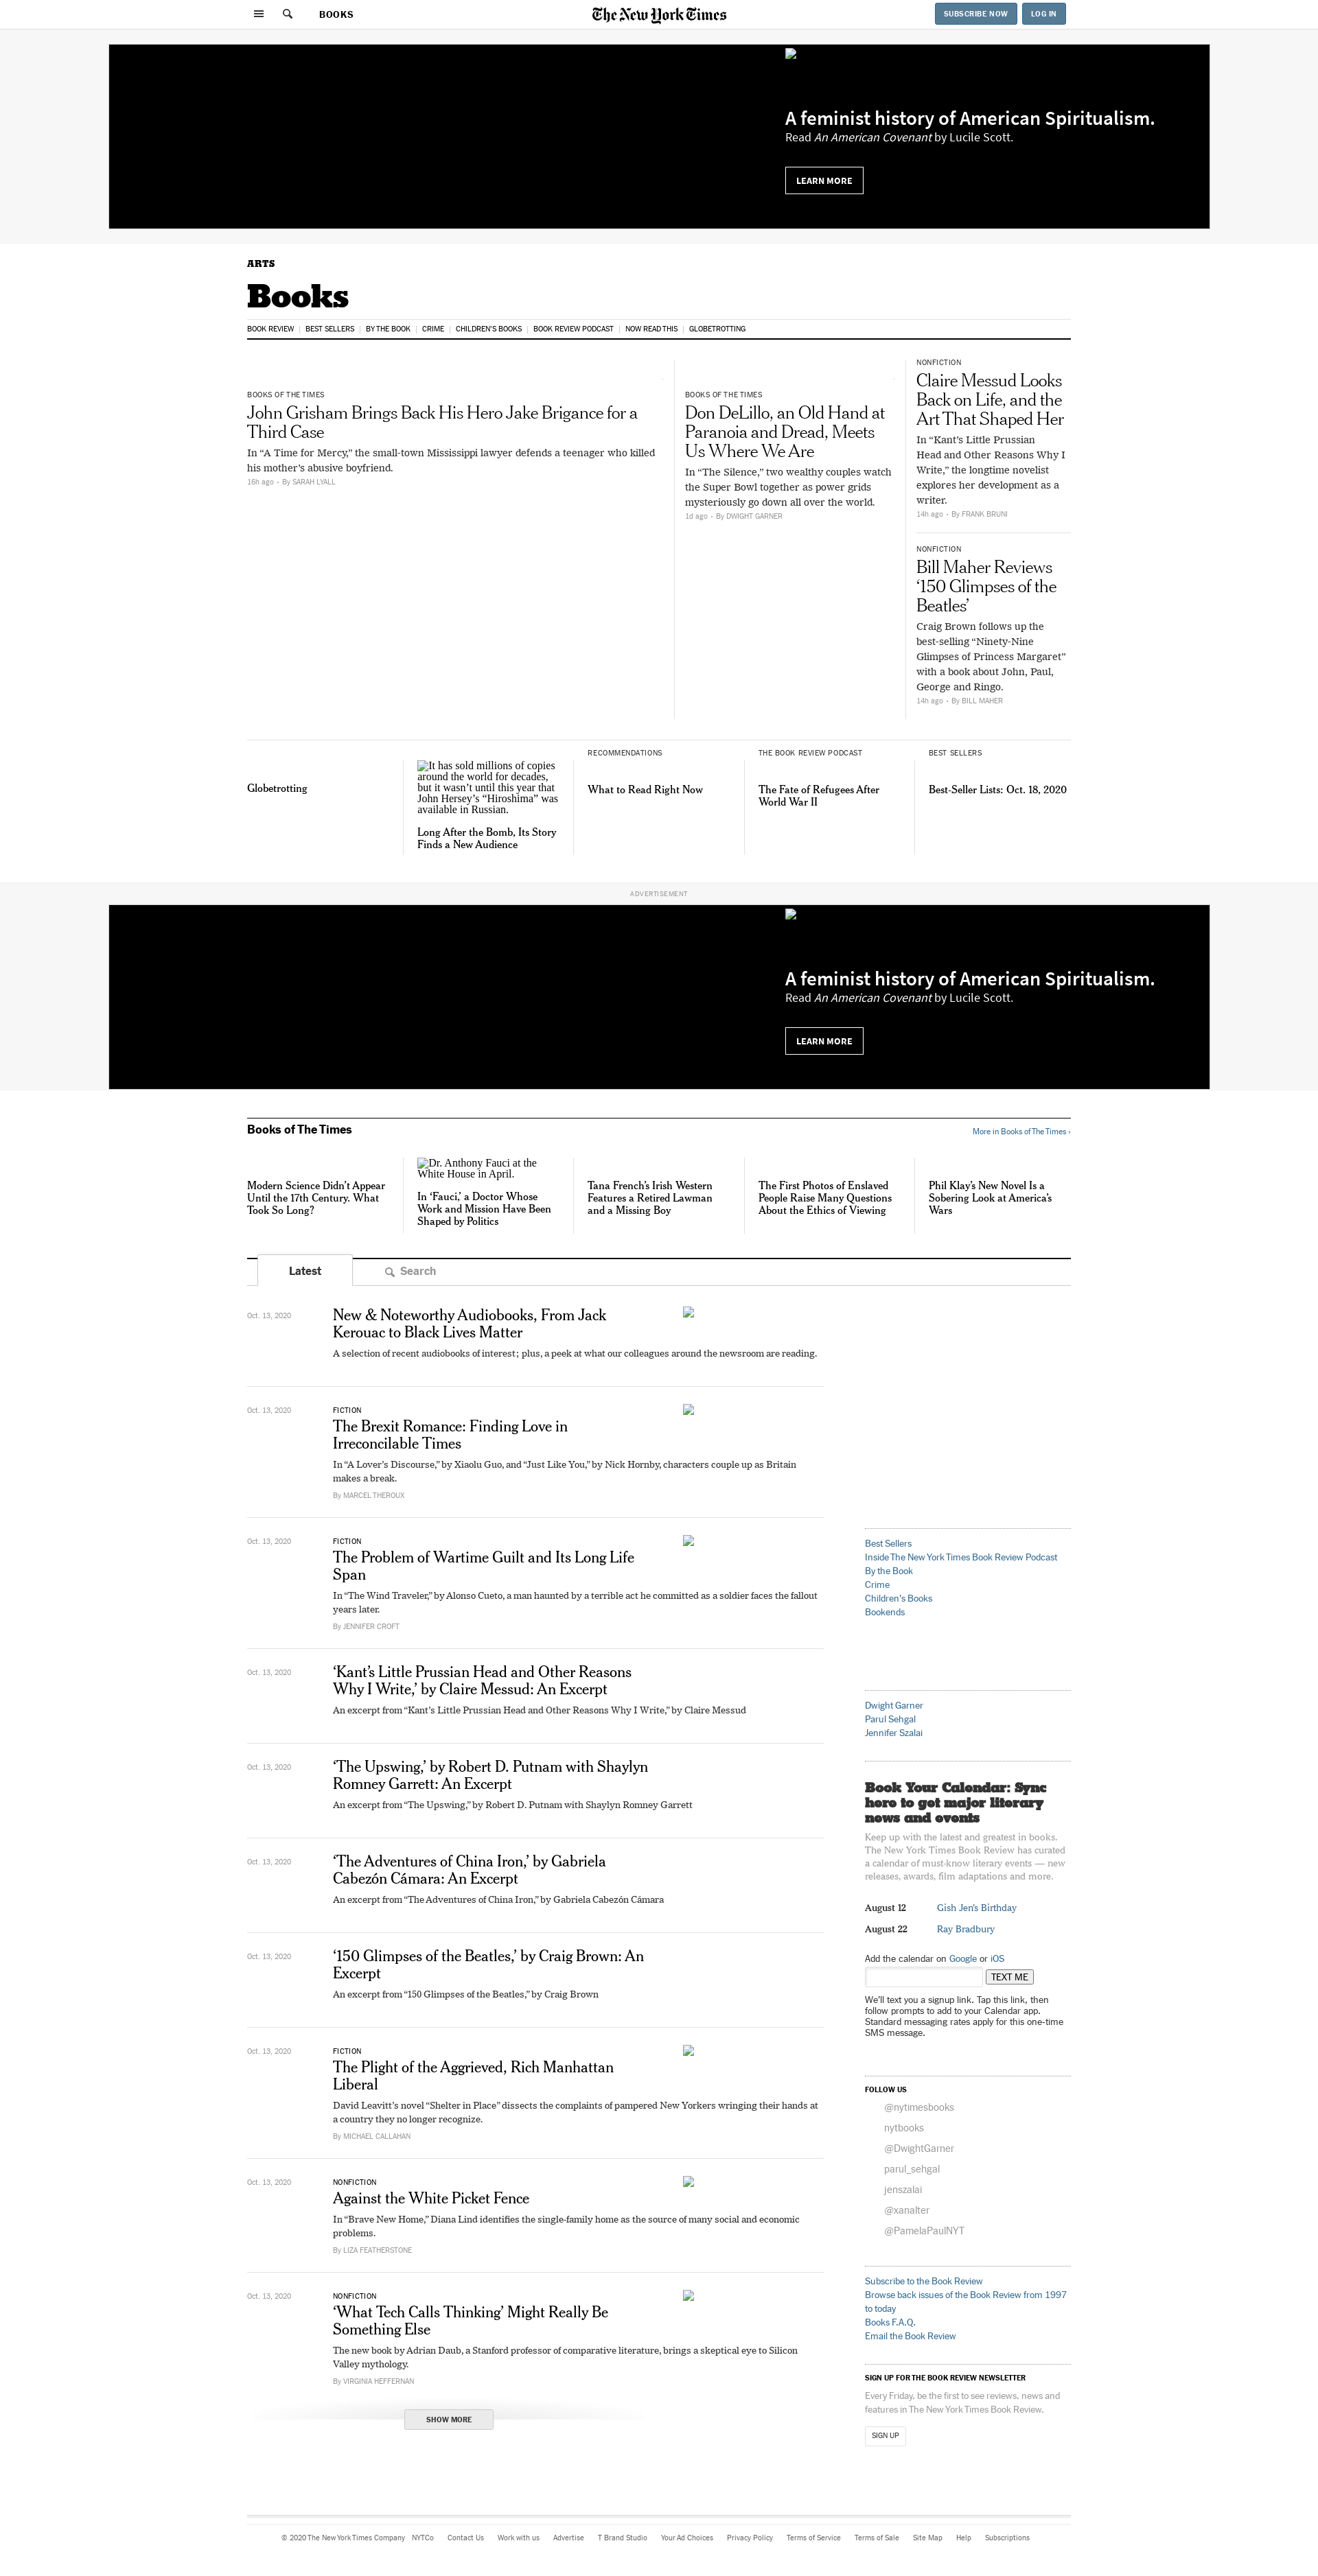 BOOKS
The New York Times
SUBSCRIBE NOW
LOG IN
A feminist history of American Spiritualism.
Read An American Covenant by Lucile Scott.
LEARN MORE
ARTS
Books
BOOK REVIEW | BEST SELLERS | BY THE BOOK | CRIME | CHILDREN'S BOOKS | BOOK REVIEW PODCAST | NOW READ THIS | GLOBETROTTING
BOOKS OF THE TIMES
John Grisham Brings Back His Hero Jake Brigance for a
Third Case
In “A Time for Mercy,” the small-town Mississippi lawyer defends a teenager who killed
his mother’s abusive boyfriend.
16h ago • By SARAH LYALL
BOOKS OF THE TIMES
Don DeLillo, an Old Hand at
Paranoia and Dread, Meets
Us Where We Are
In “The Silence,” two wealthy couples watch
the Super Bowl together as power grids
mysteriously go down all over the world.
1d ago • By DWIGHT GARNER
NONFICTION
Claire Messud Looks
Back on Life, and the
Art That Shaped Her
In “Kant’s Little Prussian
Head and Other Reasons Why I
Write,” the longtime novelist
explores her development as a
writer.
14h ago • By FRANK BRUNI
NONFICTION
Bill Maher Reviews
‘150 Glimpses of the
Beatles’
Craig Brown follows up the
best-selling “Ninety-Nine
Glimpses of Princess Margaret”
with a book about John, Paul,
George and Ringo.
14h ago • By BILL MAHER
Globetrotting
It has sold millions of copies
around the world for decades,
but it wasn’t until this year that
John Hersey’s “Hiroshima” was
available in Russian.
Long After the Bomb, Its Story
Finds a New Audience
RECOMMENDATIONS
What to Read Right Now
THE BOOK REVIEW PODCAST
The Fate of Refugees After
World War II
BEST SELLERS
Best-Seller Lists: Oct. 18, 2020
ADVERTISEMENT
A feminist history of American Spiritualism.
Read An American Covenant by Lucile Scott.
LEARN MORE
Books of The Times
More in Books of The Times ›
Modern Science Didn’t Appear
Until the 17th Century. What
Took So Long?
Dr. Anthony Fauci at the
White House in April.
In ‘Fauci,’ a Doctor Whose
Work and Mission Have Been
Shaped by Politics
Tana French’s Irish Western
Features a Retired Lawman
and a Missing Boy
The First Photos of Enslaved
People Raise Many Questions
About the Ethics of Viewing
Phil Klay’s New Novel Is a
Sobering Look at America’s
Wars
Latest
Search
Oct. 13, 2020
New & Noteworthy Audiobooks, From Jack
Kerouac to Black Lives Matter
A selection of recent audiobooks of interest; plus, a peek at what our colleagues around the newsroom are reading.
Oct. 13, 2020
FICTION
The Brexit Romance: Finding Love in
Irreconcilable Times
In “A Lover’s Discourse,” by Xiaolu Guo, and “Just Like You,” by Nick Hornby, characters couple up as Britain
makes a break.
By MARCEL THEROUX
Oct. 13, 2020
FICTION
The Problem of Wartime Guilt and Its Long Life
Span
In “The Wind Traveler,” by Alonso Cueto, a man haunted by a terrible act he committed as a soldier faces the fallout
years later.
By JENNIFER CROFT
Oct. 13, 2020
‘Kant’s Little Prussian Head and Other Reasons
Why I Write,’ by Claire Messud: An Excerpt
An excerpt from “Kant’s Little Prussian Head and Other Reasons Why I Write,” by Claire Messud
Oct. 13, 2020
‘The Upswing,’ by Robert D. Putnam with Shaylyn
Romney Garrett: An Excerpt
An excerpt from “The Upswing,” by Robert D. Putnam with Shaylyn Romney Garrett
Oct. 13, 2020
‘The Adventures of China Iron,’ by Gabriela
Cabezón Cámara: An Excerpt
An excerpt from “The Adventures of China Iron,” by Gabriela Cabezón Cámara
Oct. 13, 2020
‘150 Glimpses of the Beatles,’ by Craig Brown: An
Excerpt
An excerpt from “150 Glimpses of the Beatles,” by Craig Brown
Oct. 13, 2020
FICTION
The Plight of the Aggrieved, Rich Manhattan
Liberal
David Leavitt’s novel “Shelter in Place” dissects the complaints of pampered New Yorkers wringing their hands at
a country they no longer recognize.
By MICHAEL CALLAHAN
Oct. 13, 2020
NONFICTION
Against the White Picket Fence
In “Brave New Home,” Diana Lind identifies the single-family home as the source of many social and economic
problems.
By LIZA FEATHERSTONE
Oct. 13, 2020
NONFICTION
‘What Tech Calls Thinking’ Might Really Be
Something Else
The new book by Adrian Daub, a Stanford professor of comparative literature, brings a skeptical eye to Silicon
Valley mythology.
By VIRGINIA HEFFERNAN
SHOW MORE
Best Sellers
Inside The New York Times Book Review Podcast
By the Book
Crime
Children's Books
Bookends
Dwight Garner
Parul Sehgal
Jennifer Szalai
Book Your Calendar: Sync
here to get major literary
news and events
Keep up with the latest and greatest in books.
The New York Times Book Review has curated
a calendar of must-know literary events — new
releases, awards, film adaptations and more.
August 12 Gish Jen's Birthday
August 22 Ray Bradbury
Add the calendar on Google or iOS
TEXT ME
We’ll text you a signup link. Tap this link, then
follow prompts to add to your Calendar app.
Standard messaging rates apply for this one-time
SMS message.
FOLLOW US
@nytimesbooks
nytbooks
@DwightGarner
parul_sehgal
jenszalai
@xanalter
@PamelaPaulNYT
Subscribe to the Book Review
Browse back issues of the Book Review from 1997
to today
Books F.A.Q.
Email the Book Review
SIGN UP FOR THE BOOK REVIEW NEWSLETTER
Every Friday, be the first to see reviews, news and
features in The New York Times Book Review.
SIGN UP
© 2020 The New York Times Company NYTCo Contact Us Work with us Advertise T Brand Studio Your Ad Choices Privacy Policy Terms of Service Terms of Sale Site Map Help Subscriptions